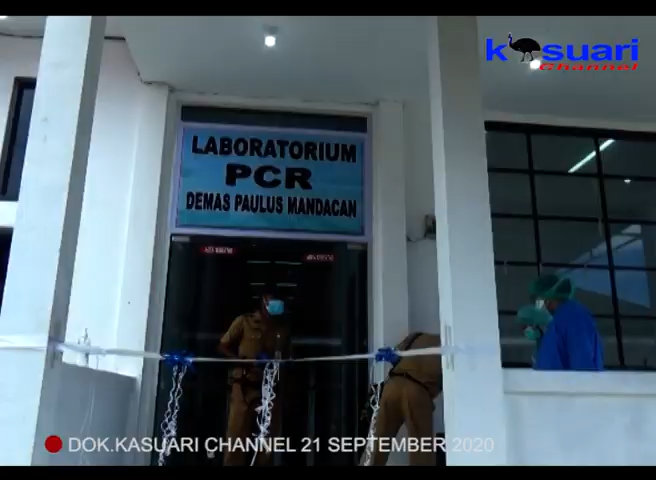 kasuari
Channel
LABORATORIUM
PCR
DEMAS PAULUS MANDACAN
DOK.KASUARI CHANNEL 21 SEPTEMBER 2020